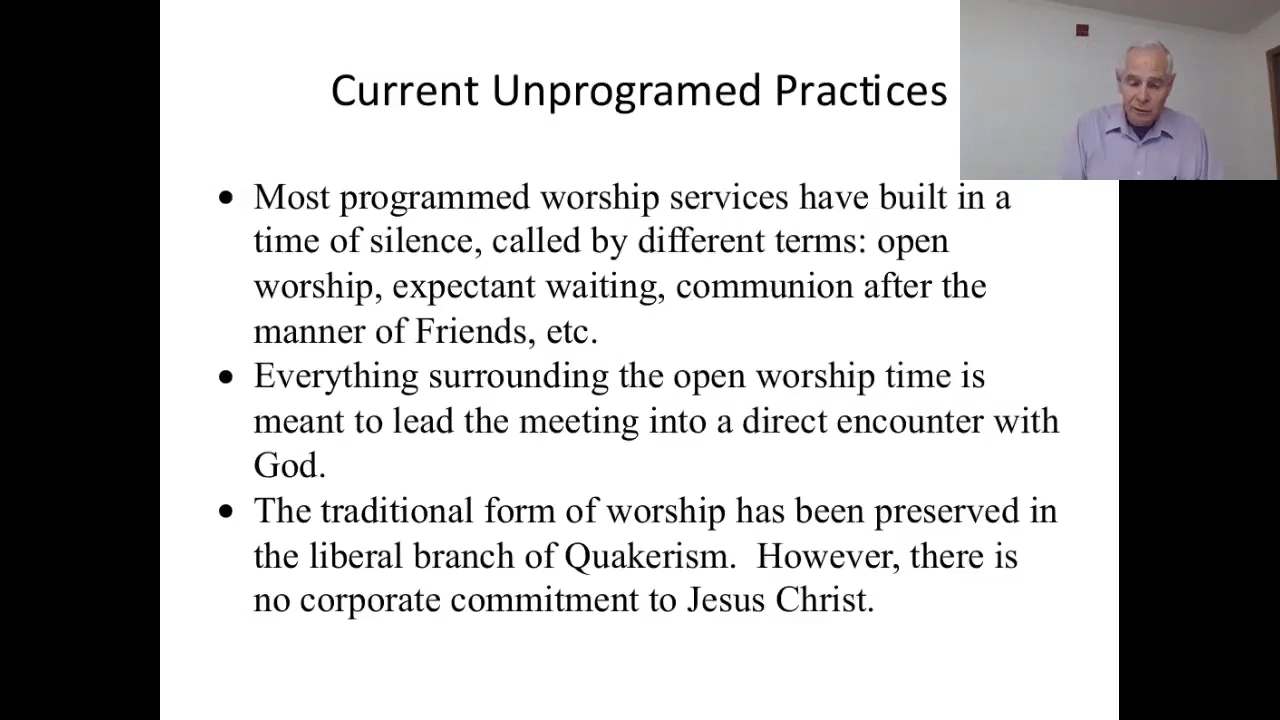 Current Unprogramed Practices
• Most programmed worship services have built in a
time of silence, called by different terms: open
worship, expectant waiting, communion after the
manner of Friends, etc.
• Everything surrounding the open worship time is
meant to lead the meeting into a direct encounter with
God.
• The traditional form of worship has been preserved in
the liberal branch of Quakerism.  However, there is
no corporate commitment to Jesus Christ.